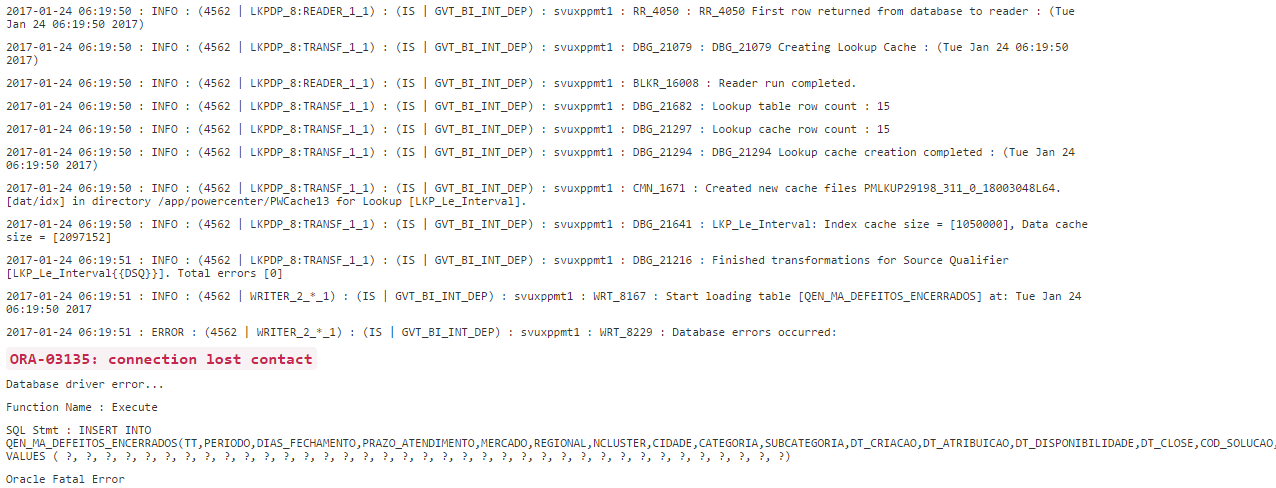 2017-01-24 06:19:50 : INFO : (4562 | LKPDP_8:READER_1_1) : (IS | GVT_BI_INT_DEP) : svuxppmt1 : RR_4050 : RR_4050 First row returned from database to reader : (Tue
Jan 24 06:19:50 2017)
2017-01-24 06:19:50 : INFO : (4562 | LKPDP_8:TRANSF_1_1) : (IS | GVT_BI_INT_DEP) : svuxppmt1 : DBG_21079 : DBG_21079 Creating Lookup Cache : (Tue Jan 24 06:19:50
2017)
2017-01-24 06:19:50 : INFO : (4562 | LKPDP_8:READER_1_1) : (IS | GVT_BI_INT_DEP) : svuxppmt1 : BLKR_16008 : Reader run completed.
2017-01-24 06:19:50 : INFO : (4562 | LKPDP_8:TRANSF_1_1) : (IS | GVT_BI_INT_DEP) : svuxppmt1 : DBG_21682 : Lookup table row count : 15
2017-01-24 06:19:50 : INFO : (4562 | LKPDP_8:TRANSF_1_1) : (IS | GVT_BI_INT_DEP) : svuxppmt1 : DBG_21297 : Lookup cache row count : 15
2017-01-24 06:19:50 : INFO : (4562 | LKPDP_8:TRANSF_1_1) : (IS | GVT_BI_INT_DEP) : svuxppmt1 : DBG_21294 : DBG_21294 Lookup cache creation completed : (Tue Jan 24
06:19:50 2017)
2017-01-24 06:19:50 : INFO : (4562 | LKPDP_8:TRANSF_1_1) : (IS | GVT_BI_INT_DEP) : svuxppmt1 : CMN_1671 : Created new cache files PMLKUP29198_311_0_18003048L64.
[dat/idx] in directory /app/powercenter/PWCache13 for Lookup [LKP_Le_Interval].
2017-01-24 06:19:50 : INFO : (4562 | LKPDP_8:TRANSF_1_1) : (IS | GVT_BI_INT_DEP) : svuxppmt1 : DBG_21641 : LKP_Le_Interval: Index cache size = [1050000], Data cache
size = [2097152]
2017-01-24 06:19:51 : INFO : (4562 | LKPDP_8:TRANSF_1_1) : (IS | GVT_BI_INT_DEP) : svuxppmt1 : DBG_21216 : Finished transformations for Source Qualifier
[LKP_Le_Interval{{DSQ}}]. Total errors [0]
2017-01-24 06:19:51 : INFO : (4562 | WRITER_2_*_1) : (IS | GVT_BI_INT_DEP) : svuxppmt1 : WRT_8167 : Start loading table [QEN_MA_DEFEITOS_ENCERRADOS] at: Tue Jan 24
06:19:50 2017
2017-01-24 06:19:51 : ERROR : (4562 | WRITER_2_*_1) : (IS | GVT_BI_INT_DEP) : svuxppmt1 : WRT_8229 : Database errors occurred:
ORA-03135: connection lost contact
Database driver error...
Function Name : Execute
SQL Stmt : INSERT INTO
QEN_MA_DEFEITOS_ENCERRADOS(TT,PERIODO,DIAS_FECHAMENTO,PRAZO_ATENDIMENTO,MERCADO,REGIONAL,NCLUSTER,CIDADE,CATEGORIA,SUBCATEGORIA,DT_CRIACAO,DT_ATRIBUICAO,DT_DISPONIBILIDADE,DT_CLOSE,COD_SOLUCAO,
VALUES ( ?, ?, ?, ?, ?, ?, ?, ?, ?, ?, ?, ?, ?, ?, ?, ?, ?, ?, ?, ?, ?, ?, ?, ?, ?, ?, ?, ?, ?, ?, ?, ?, ?, ?, ?, ?)
Oracle Fatal Error